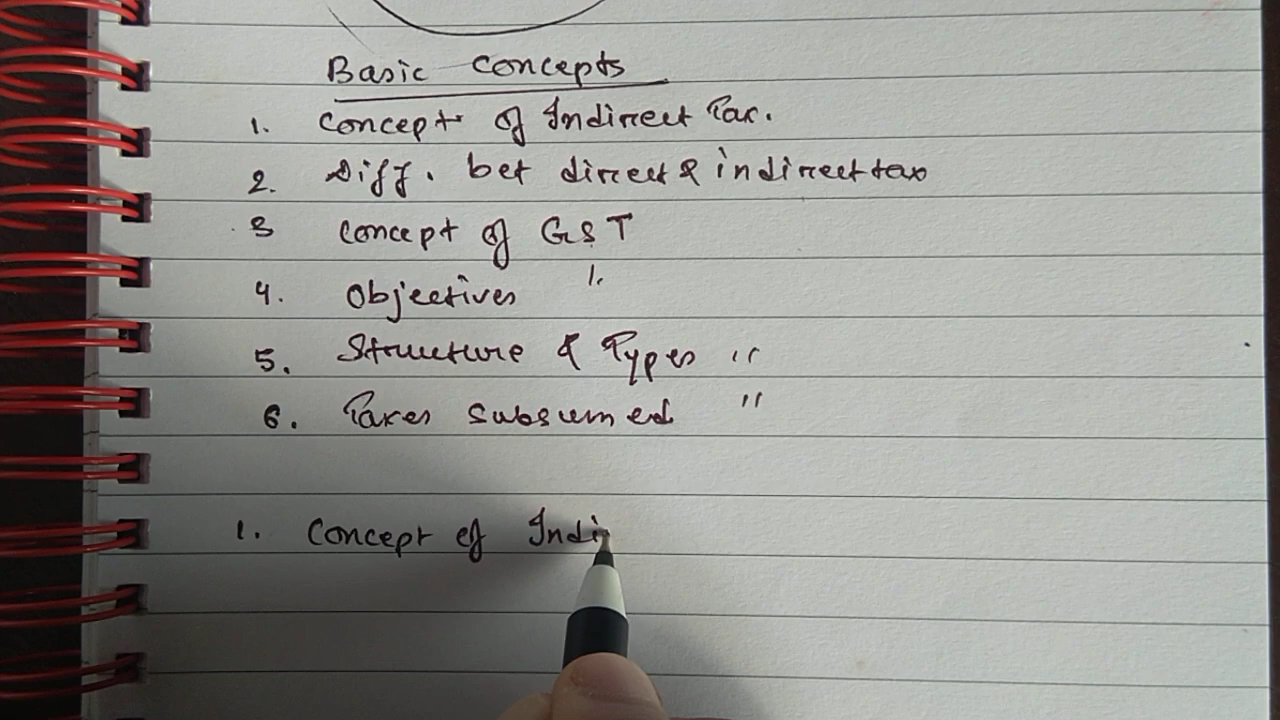 Basic Concepts
1. Concept of Indirect Tax.
2. Diff. bet direct & indirect tax
3 Concept of GST
4. Objectives "
5. Structure & Types "
6. Taxes subsumed "
1. Concept of Indi